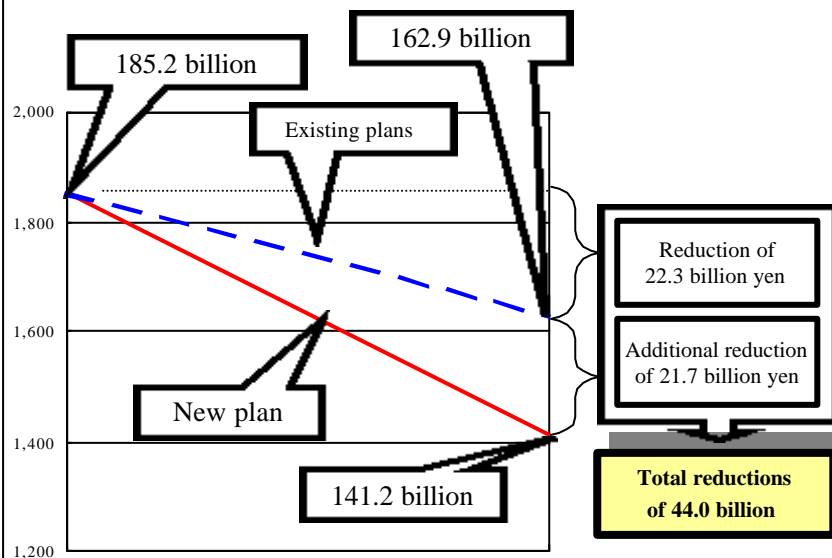 162.9 billion
185.2 billion
2,000
Existing plans
1,800
Reduction of
22.3 billion yen
1,600
Additional reduction
of 21.7 billion yen
New plan
1,400
141.2 billion
Total reductions
of 44.0 billion
1,200